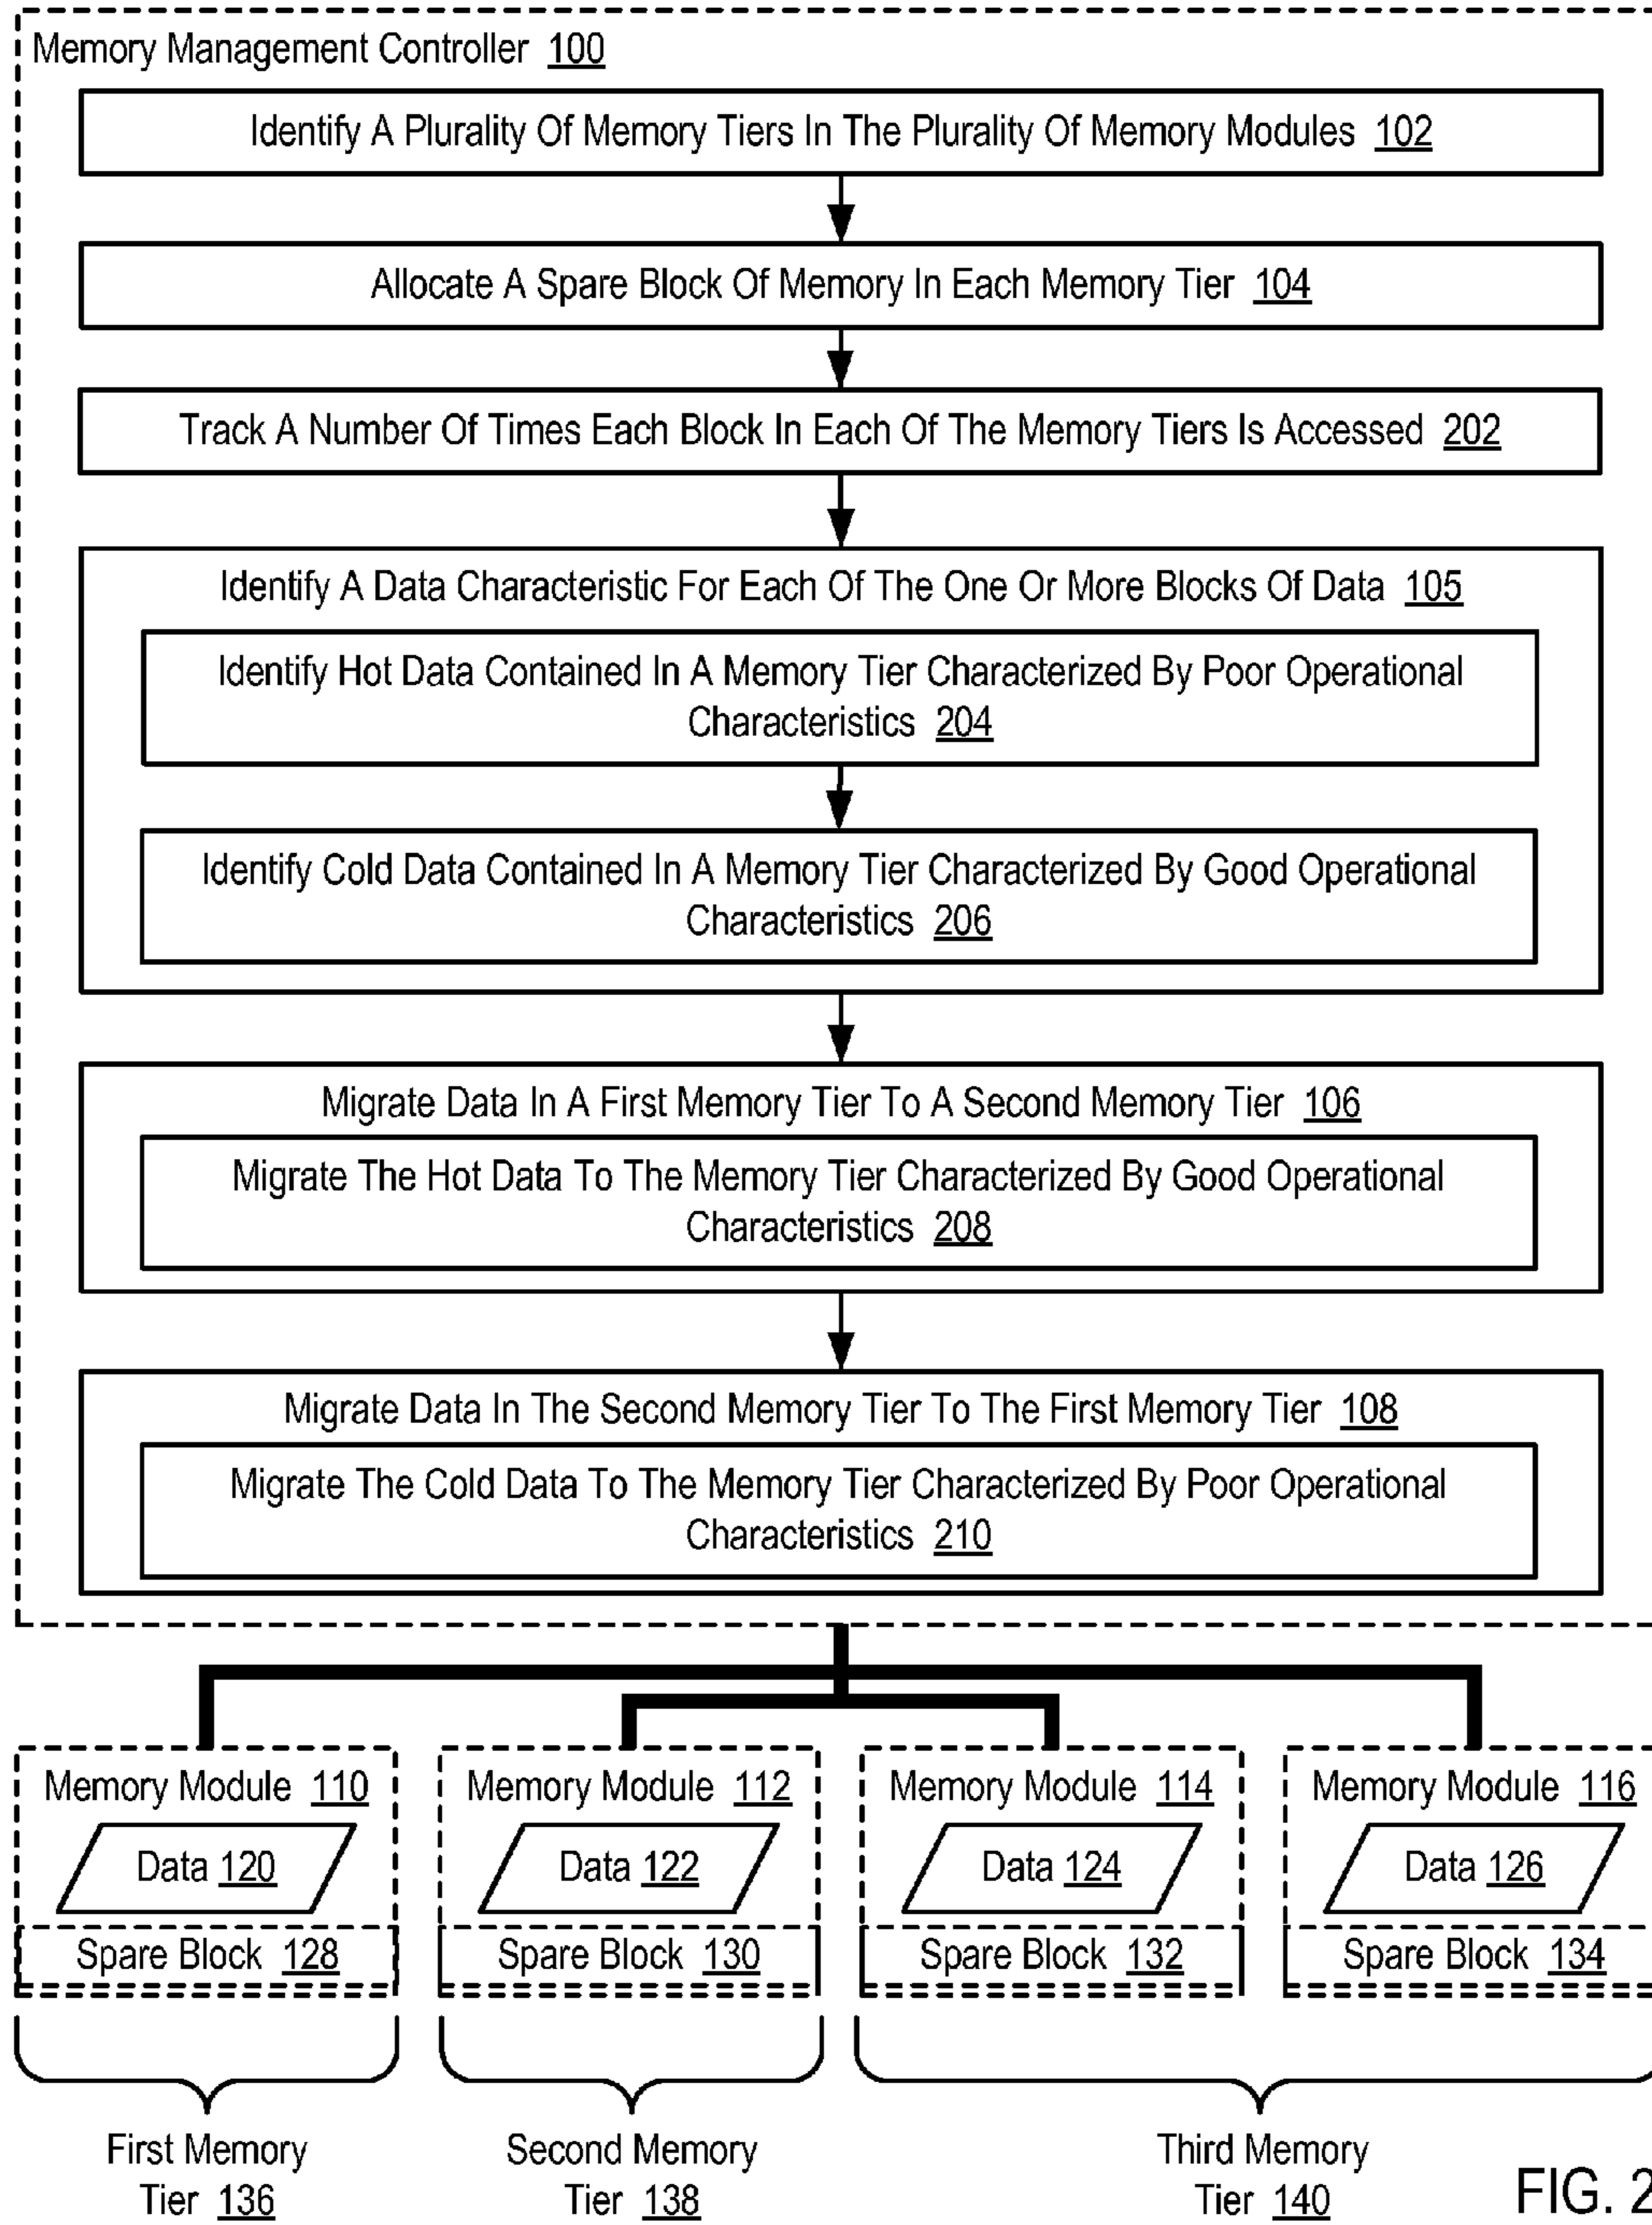 Memory Management Controller 100
Identify A Plurality Of Memory Tiers In The Plurality Of Memory Modules 102
Allocate A Spare Block Of Memory In Each Memory Tier 104
Track A Number Of Times Each Block In Each Of The Memory Tiers Is Accessed 202
Identify A Data Characteristic For Each Of The One Or More Blocks Of Data 105
Identify Hot Data Contained In A Memory Tier Characterized By Poor Operational
Characteristics 204
Identify Cold Data Contained In A Memory Tier Characterized By Good Operational
Characteristics 206
Migrate Data In A First Memory Tier To A Second Memory Tier 106
Migrate The Hot Data To The Memory Tier Characterized By Good Operational
Characteristics 208
Migrate Data In The Second Memory Tier To The First Memory Tier 108
Migrate The Cold Data To The Memory Tier Characterized By Poor Operational
Characteristics 210
Memory Module 110
Data 120
Spare Block 128
Memory Module 112
Data 122
Spare Block 130
Memory Module 114
Data 124
Spare Block 132
Memory Module 116
Data 126
Spare Block 134
First Memory
Tier 136
Second Memory
Tier 138
Third Memory
Tier 140
FIG. 2